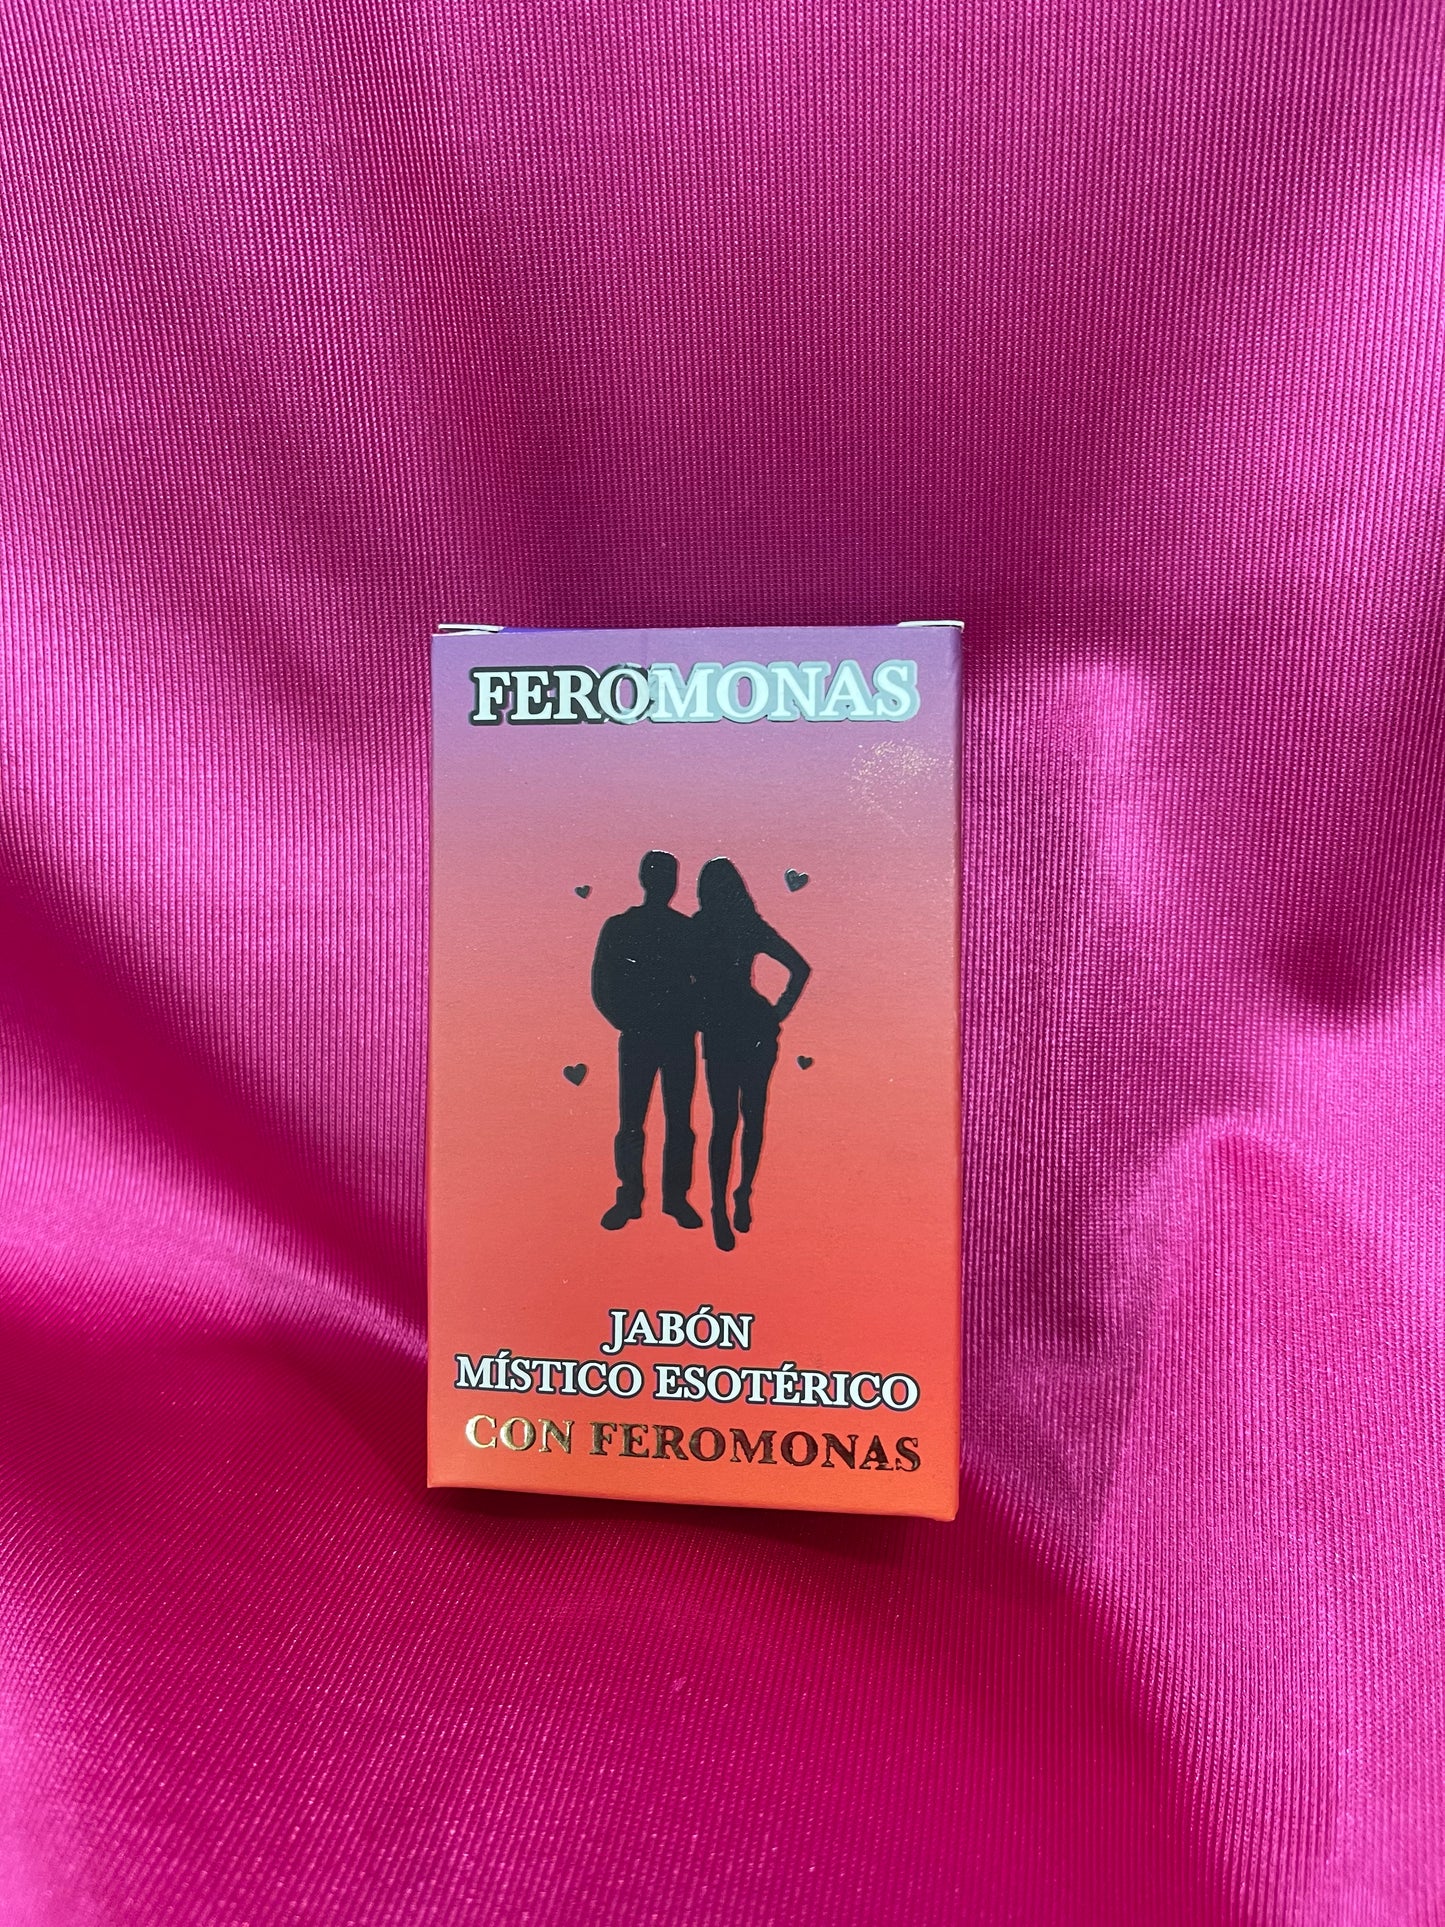 FEROMONAS
JABÓN
MÍSTICO ESOTÉRICO
CON FEROMONAS